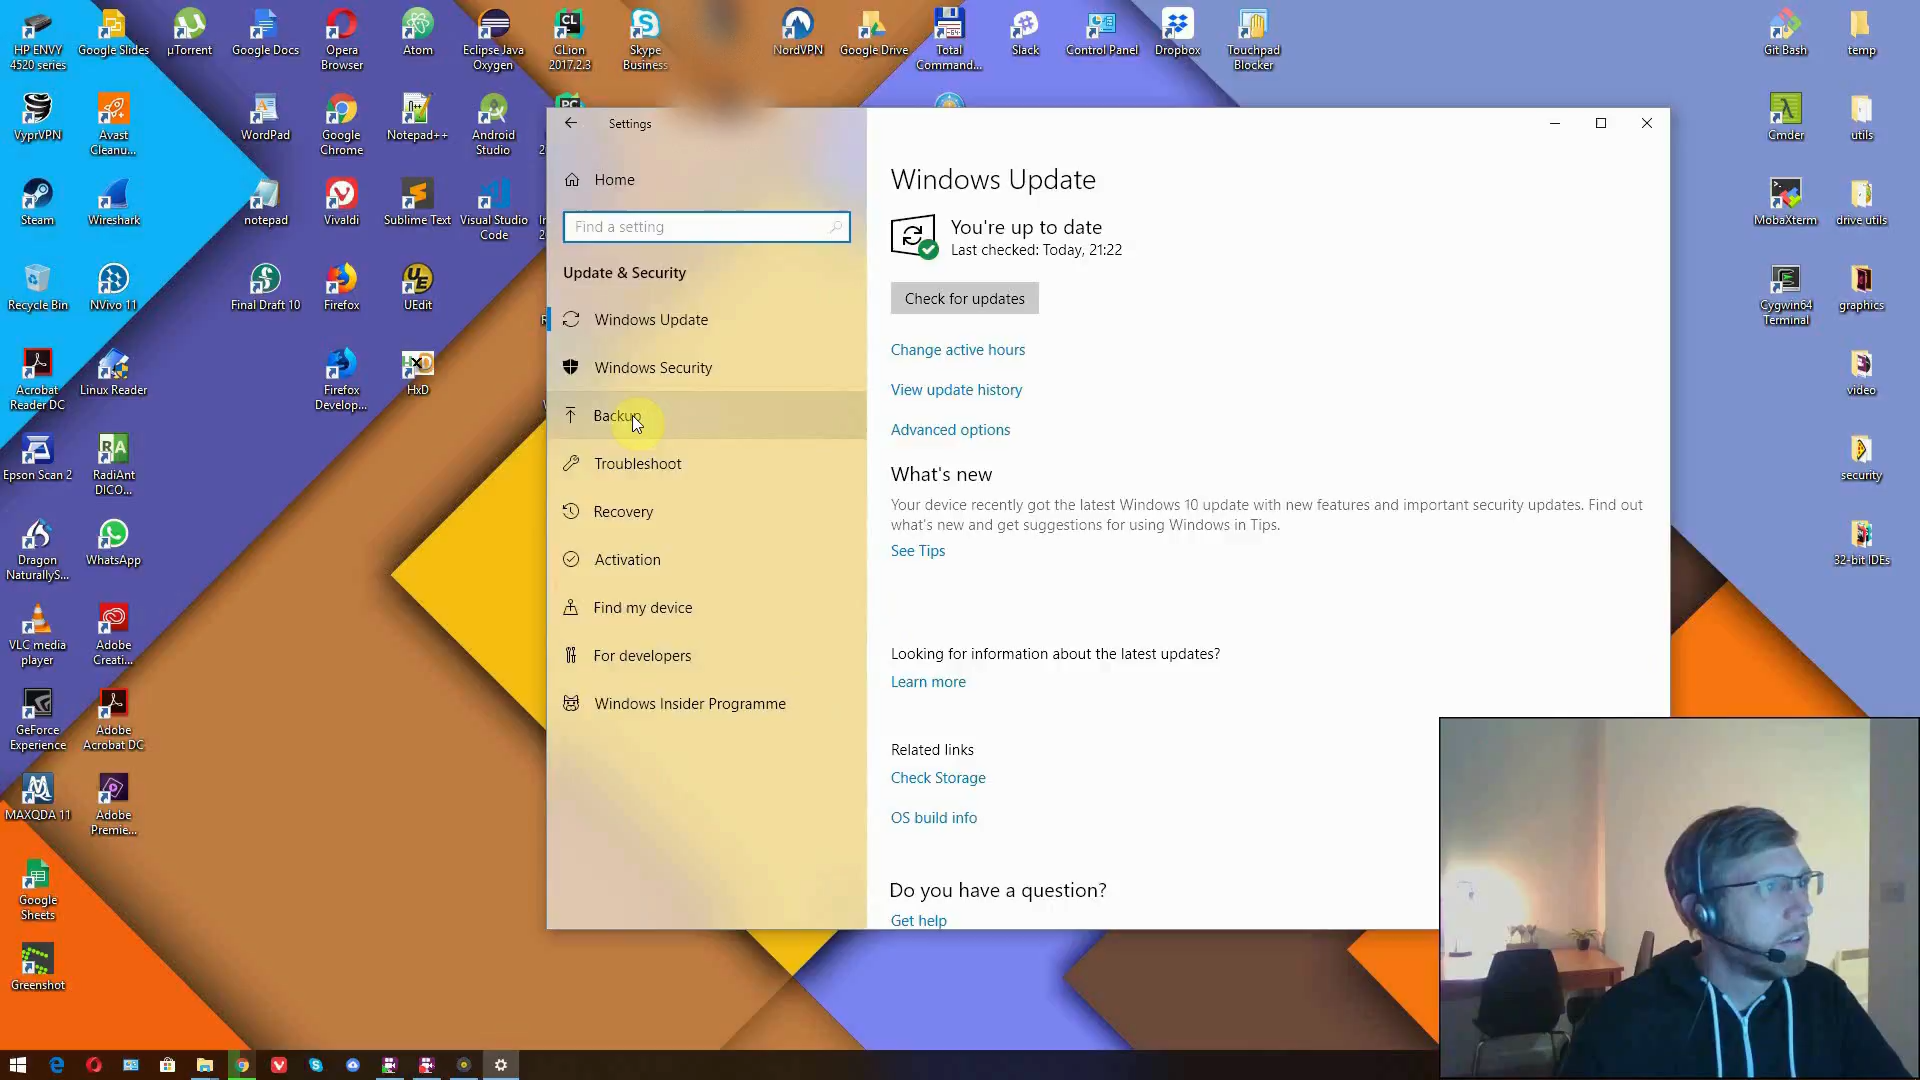 HP ENVY
4520 series
Google Slides
µTorrent
Google Docs
Opera
Browser
Atom
Eclipse Java
Oxygen
CLion
2017.2.3
Skype
Business
NordVPN
Google Drive
Total
Command...
Slack
Control Panel
Dropbox
Touchpad
Blocker
Git Bash
temp
VyprVPN
Avast
Cleanu...
WordPad
Google
Chrome
Notepad++
Android
Studio
Cmder
utils
Steam
Wireshark
notepad
Vivaldi
Sublime Text
Visual Studio
Code
MobaXterm
drive utils
Recycle Bin
NVivo 11
Final Draft 10
Firefox
UEdit
Cygwin64
Terminal
graphics
Acrobat
Reader DC
Linux Reader
Firefox
Develop...
HxD
video
Epson Scan 2
RadiAnt
DICO...
security
Dragon
NaturallyS...
WhatsApp
32-bit IDEs
VLC media
player
Adobe
Creati...
GeForce
Experience
Adobe
Acrobat DC
MAXQDA 11
Adobe
Premie...
Google
Sheets
Greenshot
Settings
Home
Find a setting
Update & Security
Windows Update
Windows Security
Backup
Troubleshoot
Recovery
Activation
Find my device
For developers
Windows Insider Programme
Windows Update
You're up to date
Last checked: Today, 21:22
Check for updates
Change active hours
View update history
Advanced options
What's new
Your device recently got the latest Windows 10 update with new features and important security updates. Find out
what's new and get suggestions for using Windows in Tips.
See Tips
Looking for information about the latest updates?
Learn more
Related links
Check Storage
OS build info
Do you have a question?
Get help